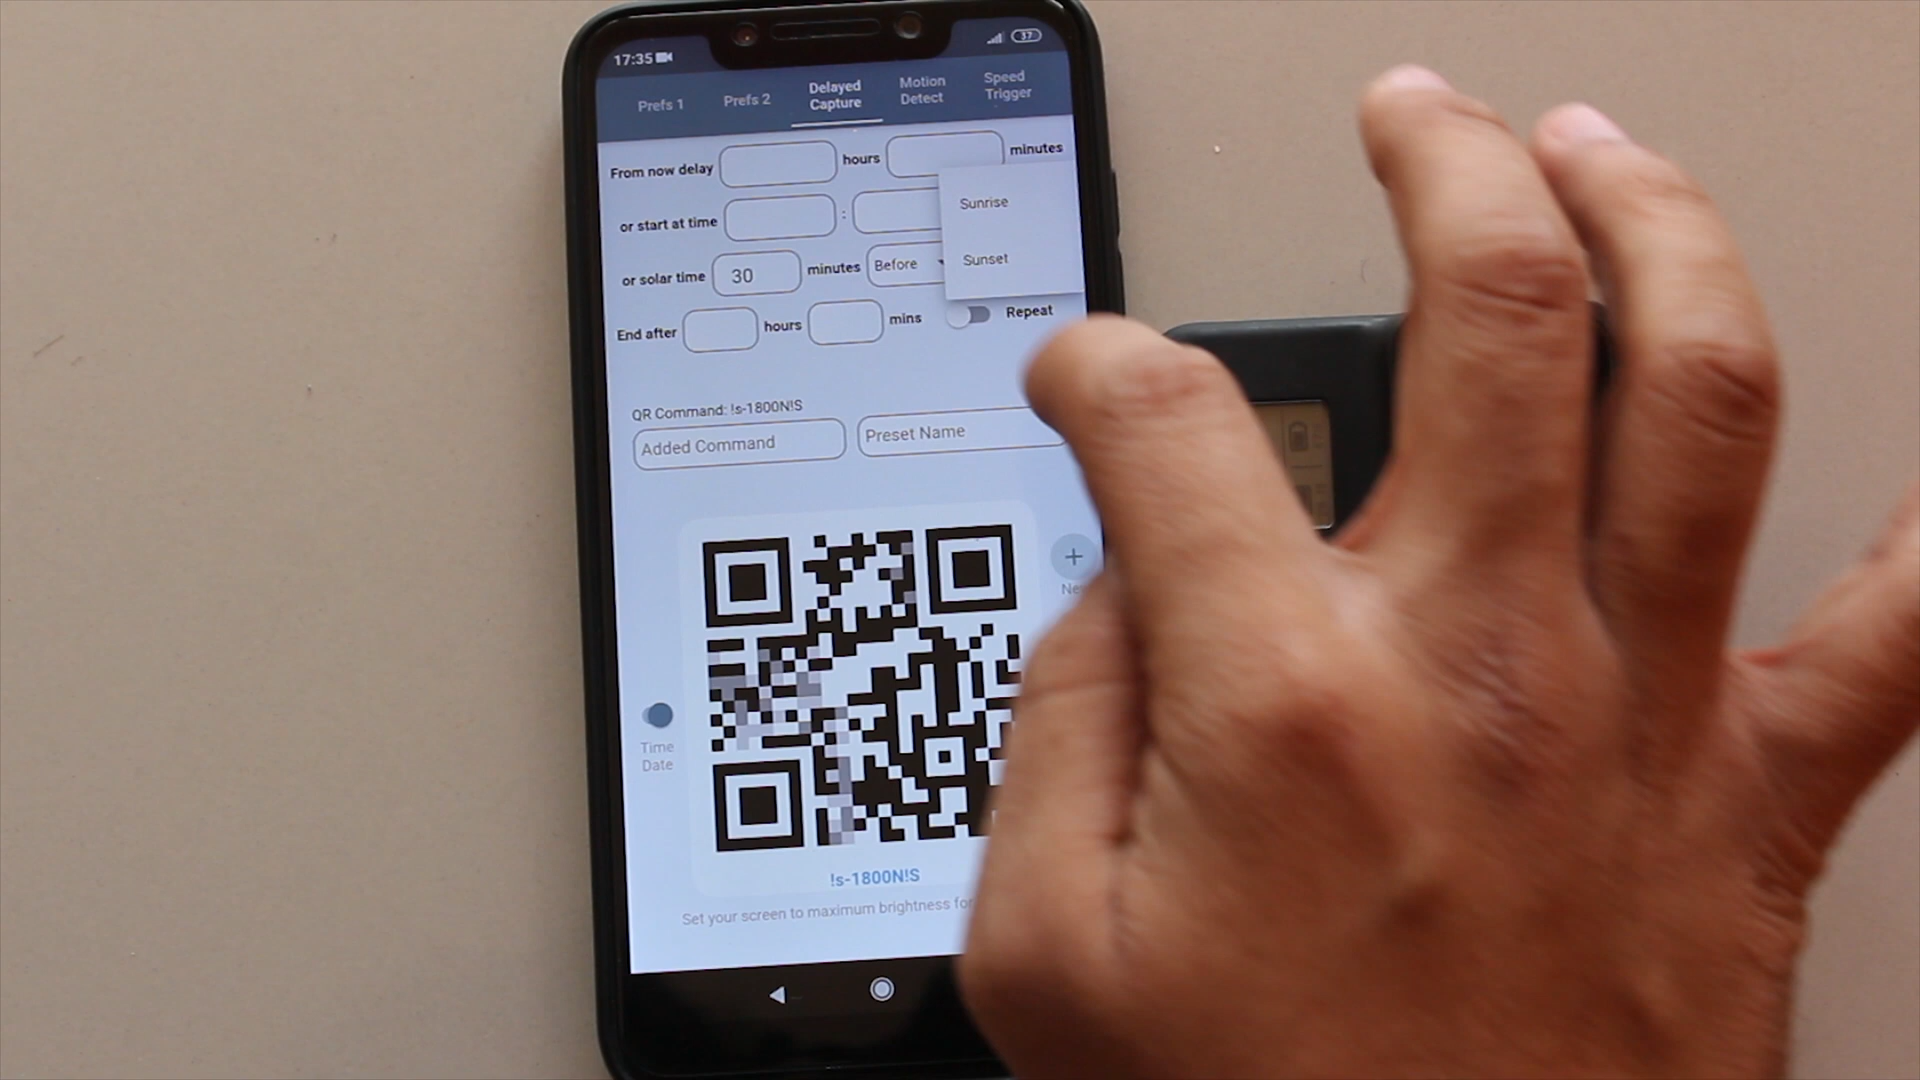 17:35 37
Prefs 1 Prefs 2 Delayed Capture Motion Detect Speed Trigger
From now delay hours minutes
or start at time :
Sunrise
or solar time 30 minutes Before
Sunset
End after hours mins Repeat
QR Command: !s-1800N!S
Added Command Preset Name
+
Time
Date
!s-1800N!S
Set your screen to maximum brightness for